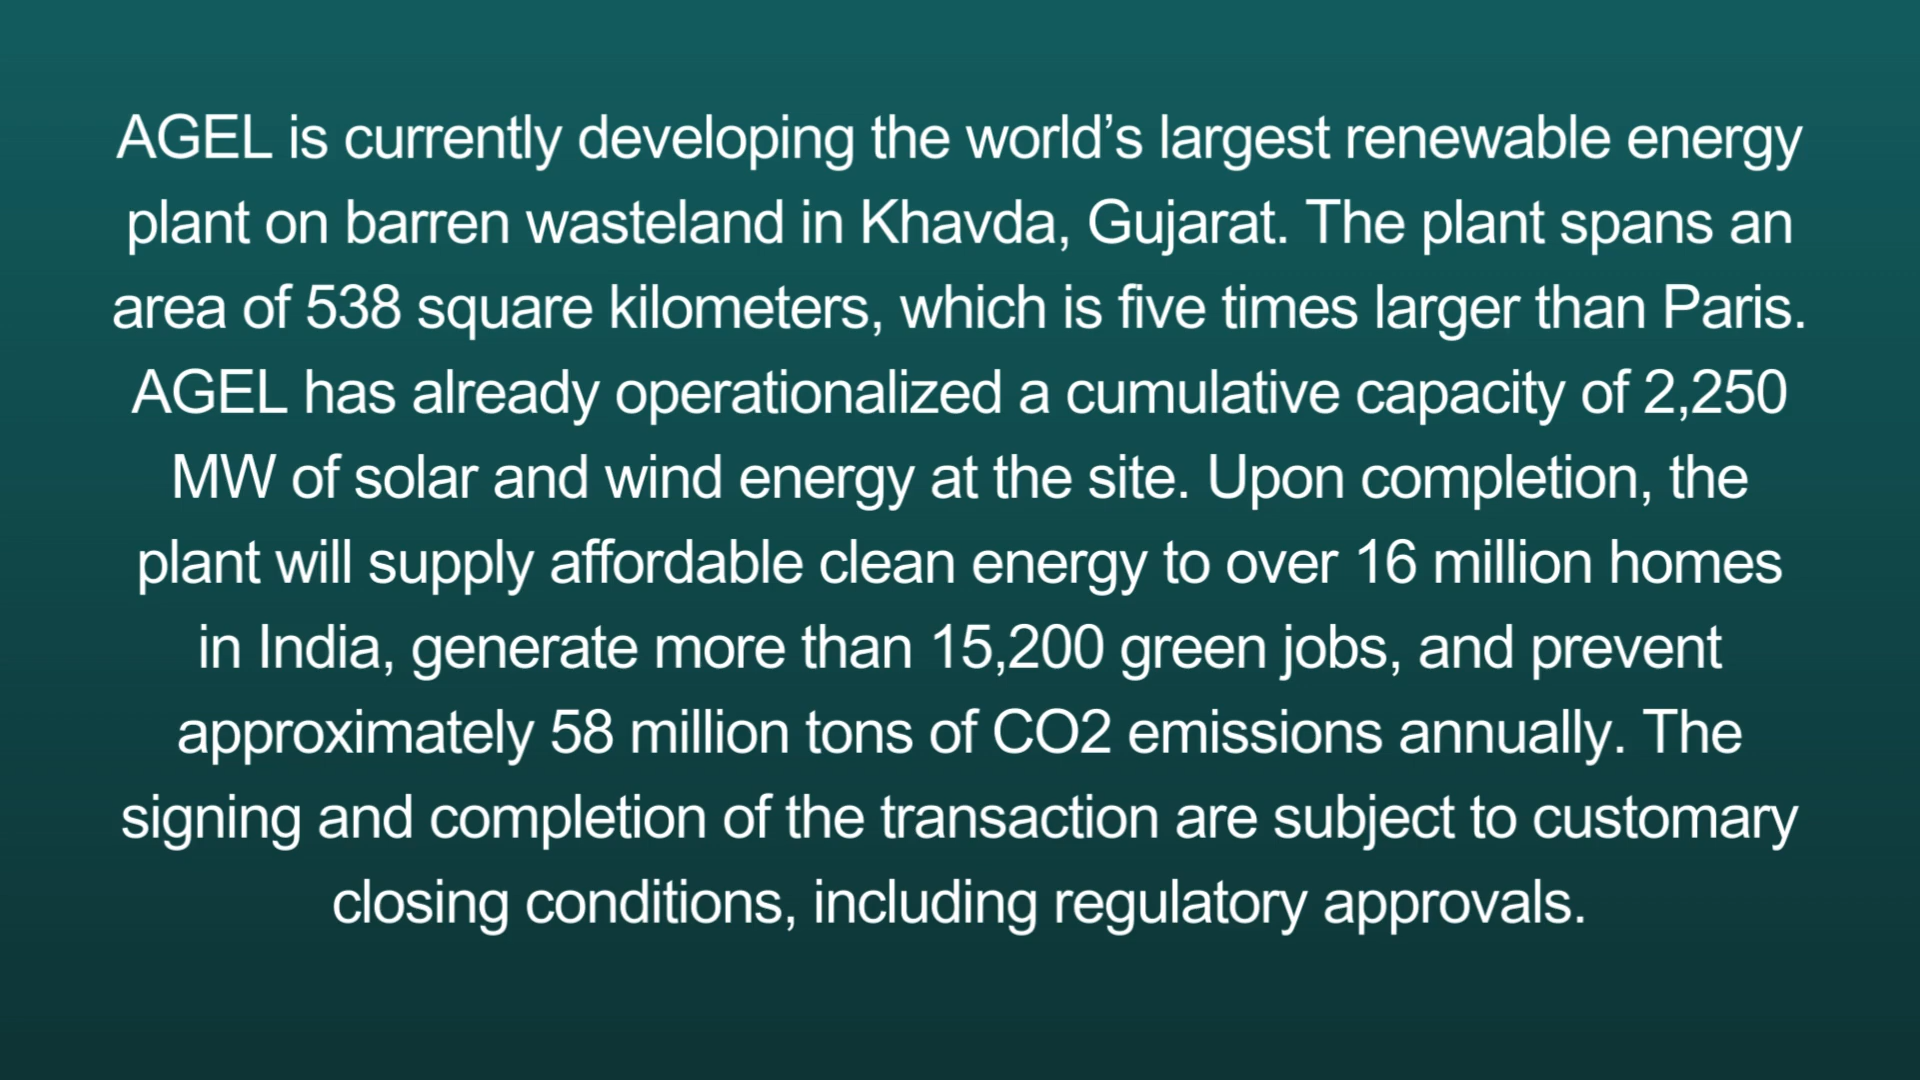 AGEL is currently developing the world’s largest renewable energy
plant on barren wasteland in Khavda, Gujarat. The plant spans an
area of 538 square kilometers, which is five times larger than Paris.
AGEL has already operationalized a cumulative capacity of 2,250
MW of solar and wind energy at the site. Upon completion, the
plant will supply affordable clean energy to over 16 million homes
in India, generate more than 15,200 green jobs, and prevent
approximately 58 million tons of CO2 emissions annually. The
signing and completion of the transaction are subject to customary
closing conditions, including regulatory approvals.